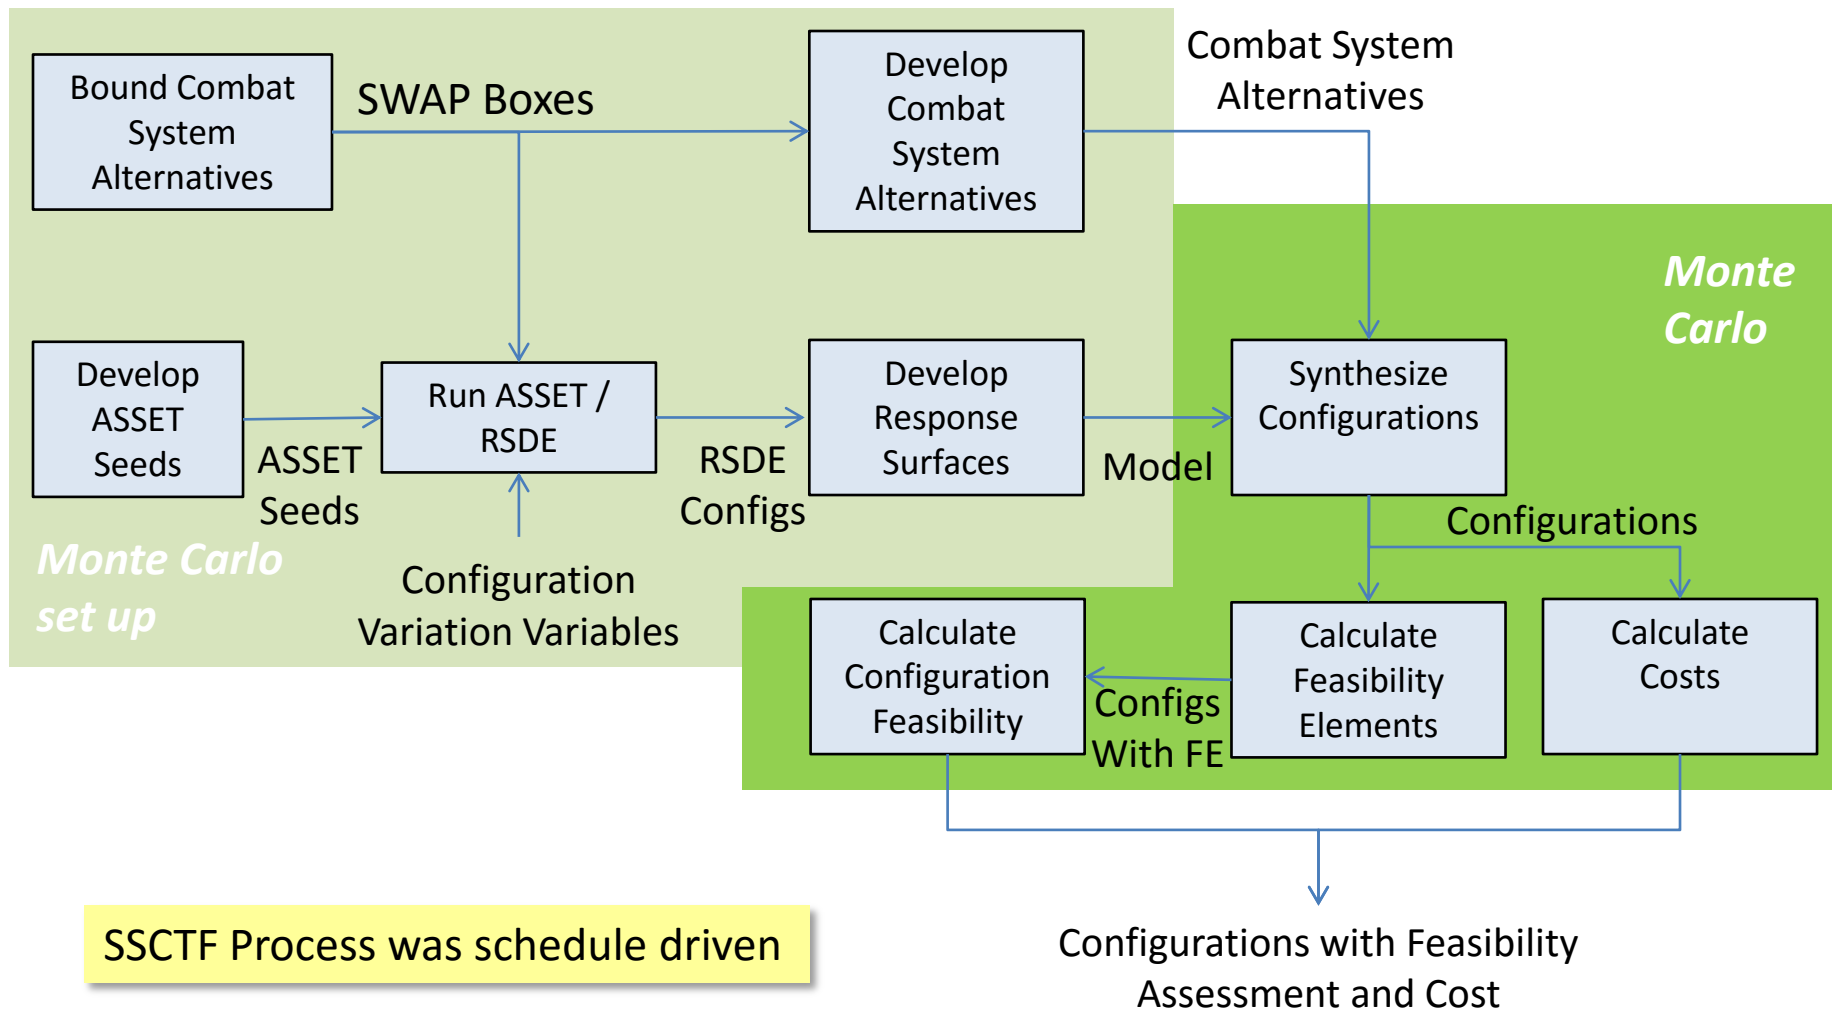 Bound Combat
System
Alternatives
SWAP Boxes
Develop
Combat
System
Alternatives
Combat System
Alternatives
Monte
Carlo
Develop
ASSET
Seeds
ASSET
Seeds
Run ASSET /
RSDE
RSDE
Configs
Develop
Response
Surfaces
Model
Synthesize
Configurations
Configurations
Monte Carlo
set up
Configuration
Variation Variables
Calculate
Configuration
Feasibility
Configs
With FE
Calculate
Feasibility
Elements
Calculate
Costs
SSCTF Process was schedule driven
Configurations with Feasibility
Assessment and Cost